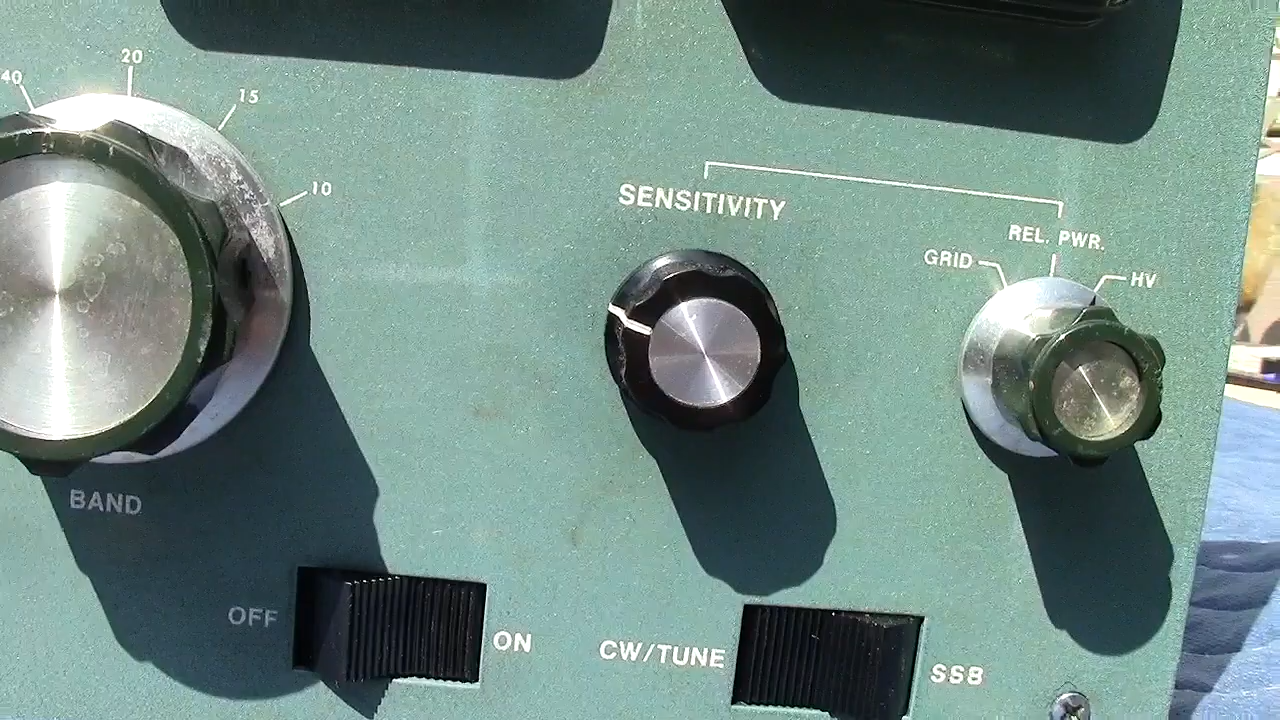 40
20
15
10
SENSITIVITY
REL. PWR.
GRID
HV
BAND
OFF
ON
CW/TUNE
SSB